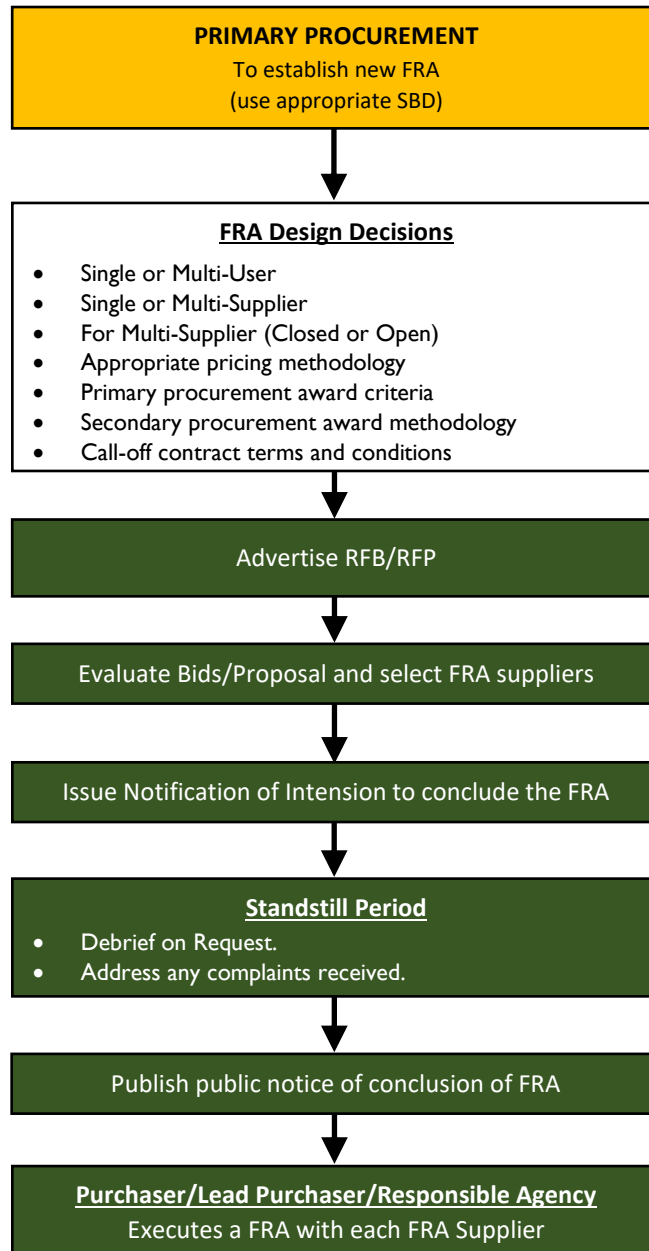 PRIMARY PROCUREMENT
To establish new FRA
(use appropriate SBD)
FRA Design Decisions
• Single or Multi-User
• Single or Multi-Supplier
• For Multi-Supplier (Closed or Open)
• Appropriate pricing methodology
• Primary procurement award criteria
• Secondary procurement award methodology
• Call-off contract terms and conditions
Advertise RFB/RFP
Evaluate Bids/Proposal and select FRA suppliers
Issue Notification of Intension to conclude the FRA
Standstill Period
• Debrief on Request.
• Address any complaints received.
Publish public notice of conclusion of FRA
Purchaser/Lead Purchaser/Responsible Agency
Executes a FRA with each FRA Supplier